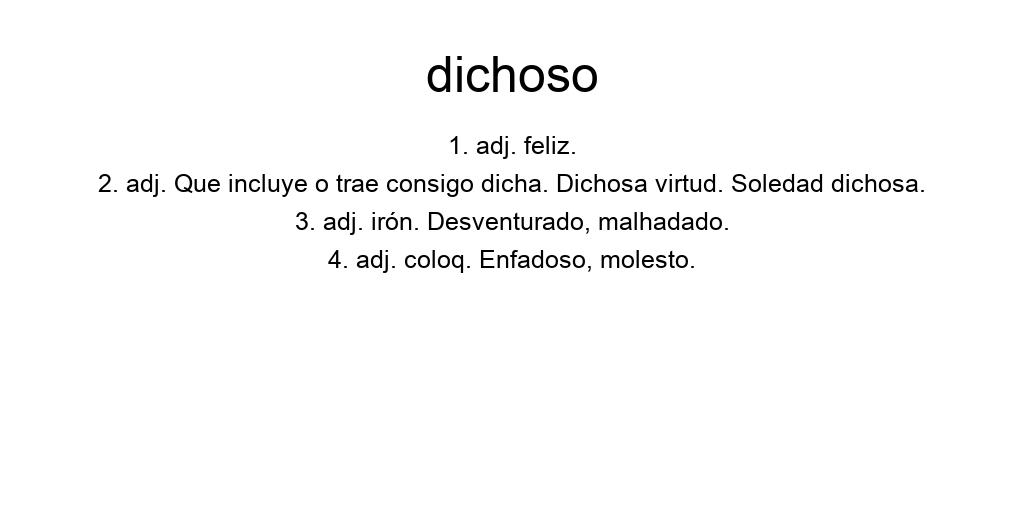 dichoso
1. adj. feliz.
2. adj. Que incluye o trae consigo dicha. Dichosa virtud. Soledad dichosa.
3. adj. irón. Desventurado, malhadado.
4. adj. coloq. Enfadoso, molesto.